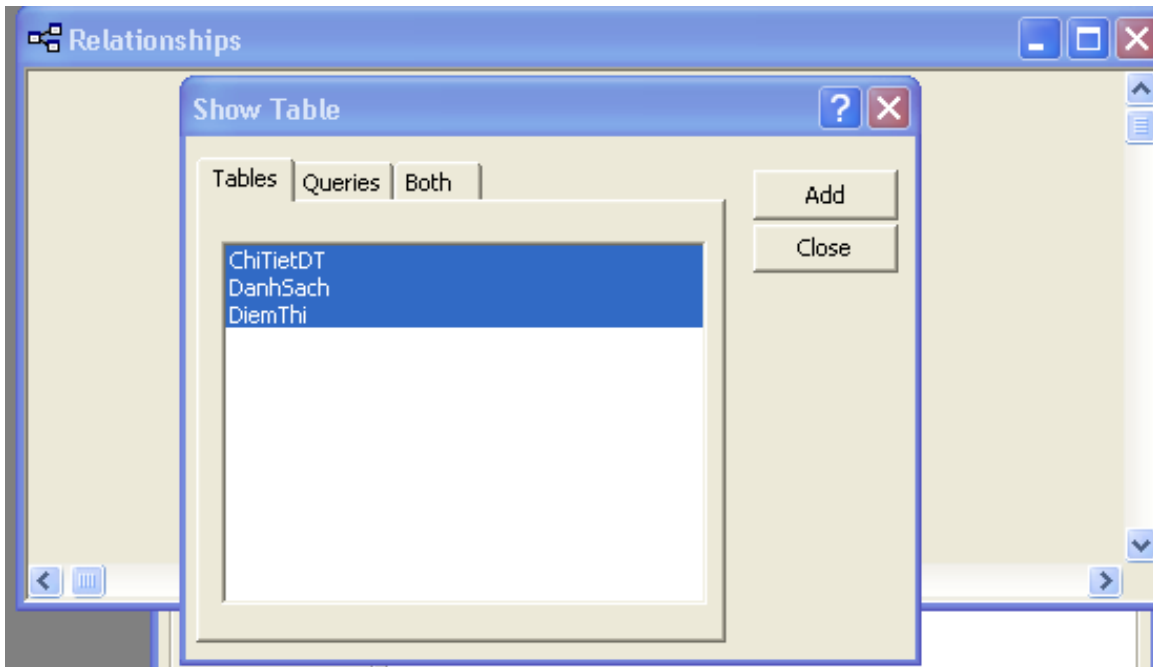 Relationships
Show Table
Tables
Queries
Both
Add
Close
ChiTietDT
DanhSach
DiemThi